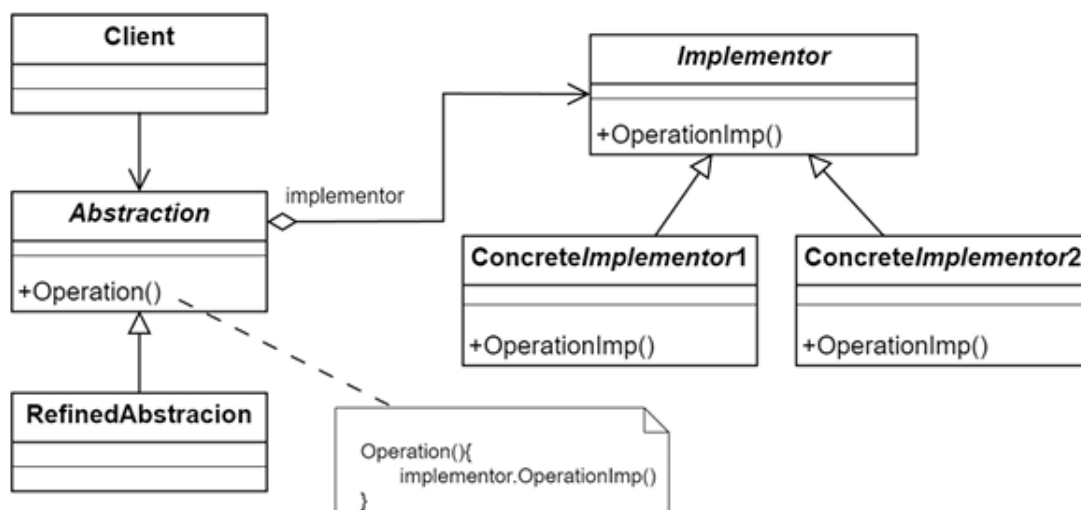 Client
Implementor
+OperationImp()
implementor
Abstraction
+Operation()
ConcreteImplementor1
+OperationImp()
ConcreteImplementor2
+OperationImp()
RefinedAbstracion
Operation(){
implementor.OperationImp()
}